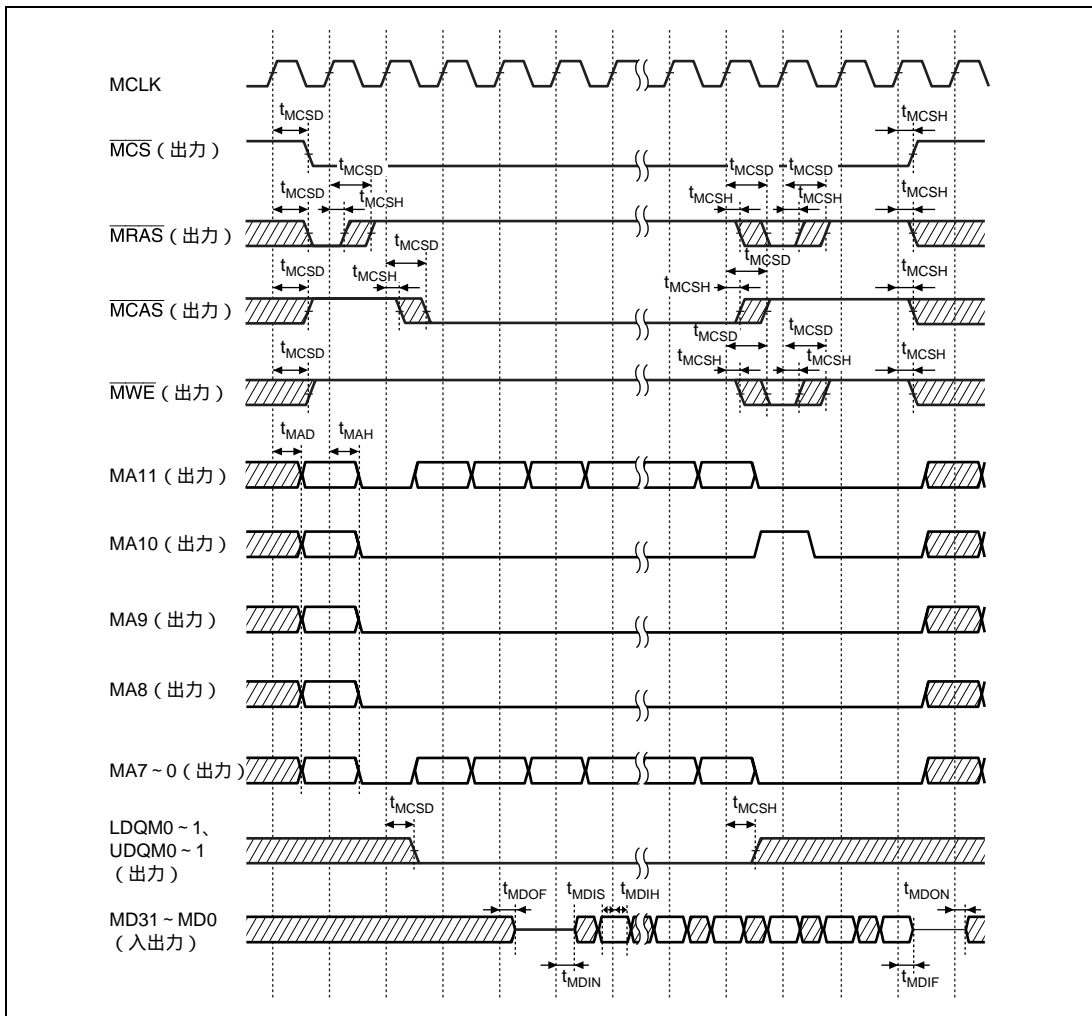 MCLK
tMCSD
tMCSH
MCS（出力）
tMCSD
tMCSD
tMCSD
tMCSD
tMCSH
tMCSH
tMCSH
tMCSH
MRAS（出力）
tMCSD
tMCSD
tMCSD
tMCSH
tMCSH
tMCSH
MCAS（出力）
tMCSD
tMCSD
tMCSD
tMCSH
tMCSH
tMCSH
MWE（出力）
tMAD
tMAH
MA11（出力）
MA10（出力）
MA9（出力）
MA8（出力）
MA7~0（出力）
tMCSD
tMCSH
LDQM0~1、
UDQM0~1
（出力）
tMDOF
tMDIS
tMDIH
tMDON
MD31~MD0
（入出力）
tMDIN
tMDIF